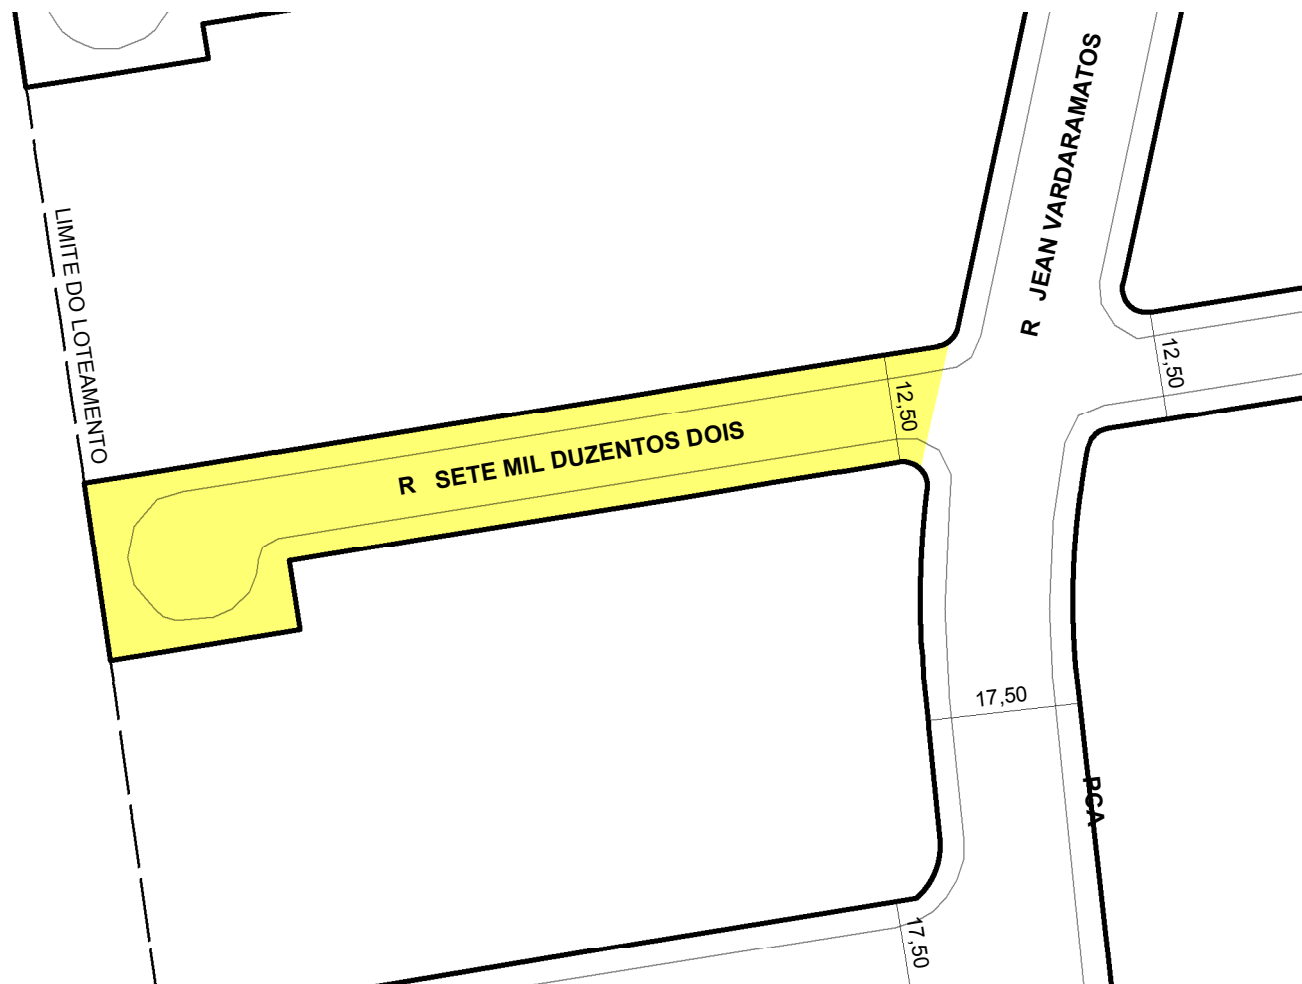 R JEAN VARDARAMATOS
LIMITE DO LOTEAMENTO
12,50
12,50
R SETE MIL DUZENTOS DOIS
17,50
PCA
17,50